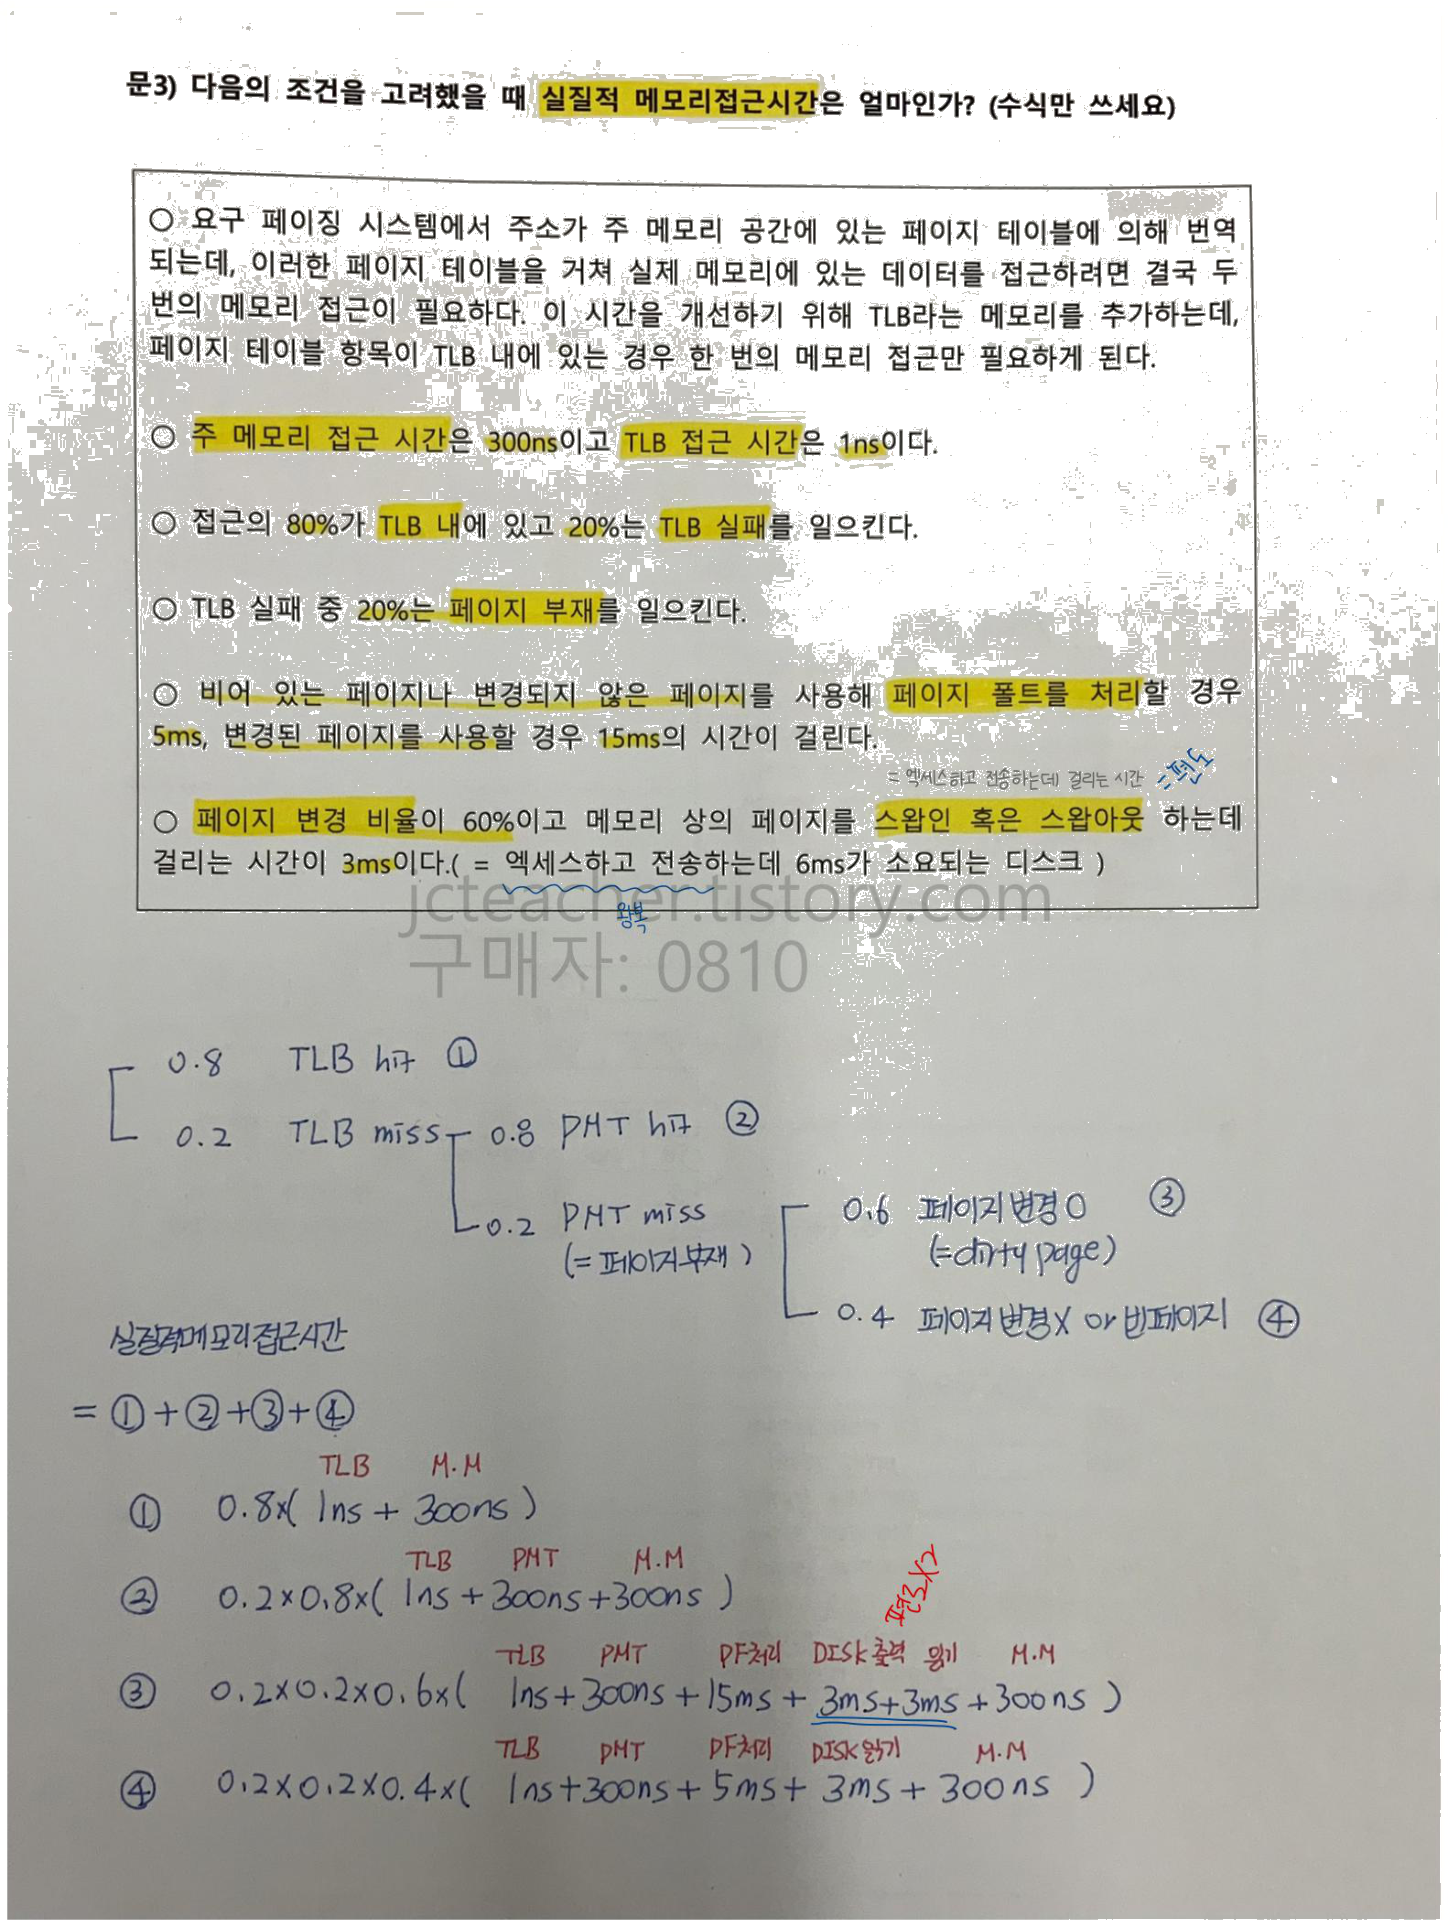 문3) 다음의 조건을 고려했을 때 실질적 메모리접근시간은 얼마인가? (수식만 쓰세요)
○ 요구 페이징 시스템에서 주소가 주 메모리 공간에 있는 페이지 테이블에 의해 번역
되는데, 이러한 페이지 테이블을 거쳐 실제 메모리에 있는 데이터를 접근하려면 결국 두
번의 메모리 접근이 필요하다. 이 시간을 개선하기 위해 TLB라는 메모리를 추가하는데,
페이지 테이블 항목이 TLB 내에 있는 경우 한 번의 메모리 접근만 필요하게 된다.
○ 주 메모리 접근 시간은 300ns이고 TLB 접근 시간은 1ns이다.
○ 접근의 80%가 TLB 내에 있고 20%는 TLB 실패를 일으킨다.
○ TLB 실패 중 20%는 페이지 부재를 일으킨다.
○ 비어 있는 페이지나 변경되지 않은 페이지를 사용해 페이지 폴트를 처리할 경우
5ms, 변경된 페이지를 사용할 경우 15ms의 시간이 걸린다.
= 엑세스하고 전송하는데 걸리는 시간 = 편도
○ 페이지 변경 비율이 60%이고 메모리 상의 페이지를 스왑인 혹은 스왑아웃 하는데
걸리는 시간이 3ms이다.( = 엑세스하고 전송하는데 6ms가 소요되는 디스크 )
왕복
jcteacher.tistory.com
구매자: 0810
0.8 TLB hit ①
0.2 TLB miss 0.8 PMT hit ②
0.2 PMT miss
(= 페이지부재)
0.6 페이지변경O ③
(=dirty page)
0.4 페이지변경X or 빈페이지 ④
실질적메모리접근시간
= ①+②+③+④
TLB M.M
① 0.8×( 1ns + 300ns )
TLB PMT M.M
② 0.2×0.8×( 1ns + 300ns + 300ns )
편도X2
TLB PMT PF처리 DISK출력 읽기 M.M
③ 0.2×0.2×0.6×( 1ns + 300ns + 15ms + 3ms+3ms + 300ns )
TLB PMT PF처리 DISK읽기 M.M
④ 0.2×0.2×0.4×( 1ns + 300ns + 5ms + 3ms + 300ns )